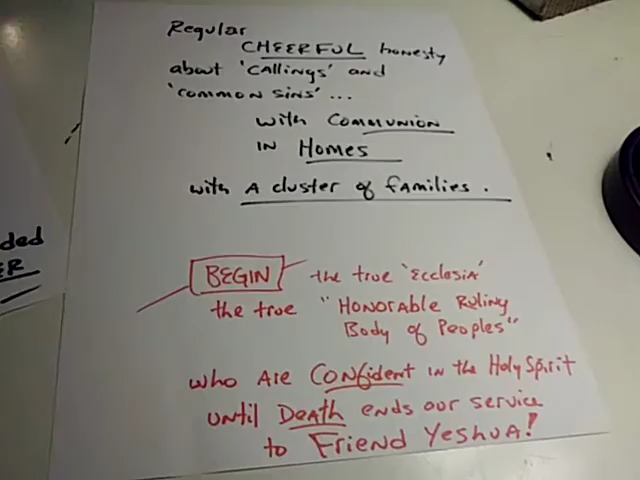 Regular
CHEERFUL honesty
about 'CALLINGS' and
'COMMON SINS'...
with COMMUNION
IN HOMES
with A cluster of families.
ded
ER
BEGIN the true 'Ecclesia'
the true "HONORABLE Ruling
Body of Peoples"
who ARE CONfident in the Holy Spirit
until DEATH ends our service
to Friend Yeshua!